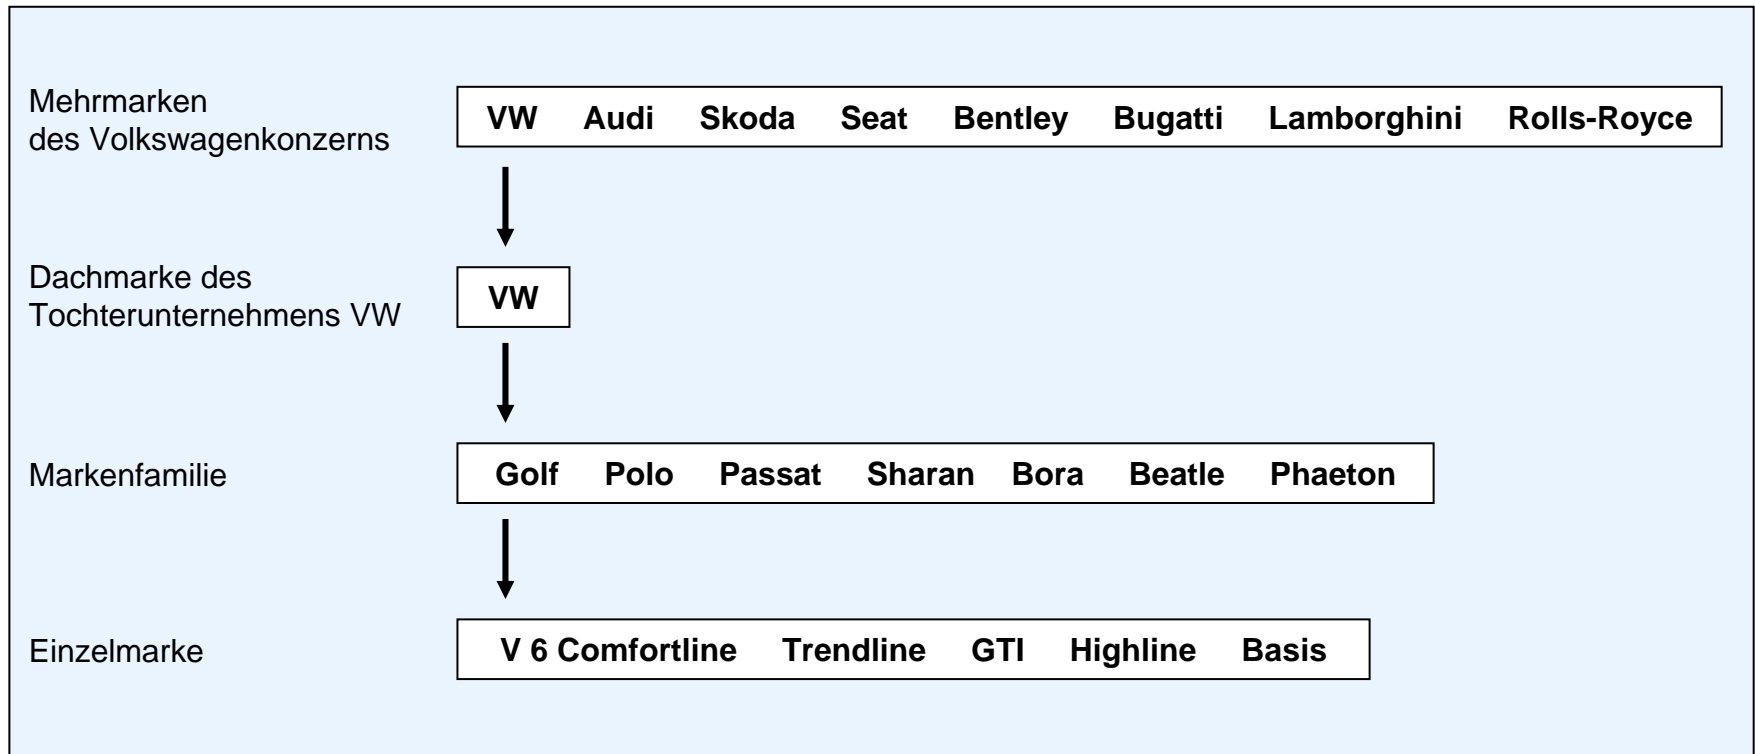 Mehrmarken
des Volkswagenkonzerns
VW Audi Skoda Seat Bentley Bugatti Lamborghini Rolls-Royce
Dachmarke des
Tochterunternehmens VW
VW
Markenfamilie
Golf Polo Passat Sharan Bora Beatle Phaeton
Einzelmarke
V 6 Comfortline Trendline GTI Highline Basis